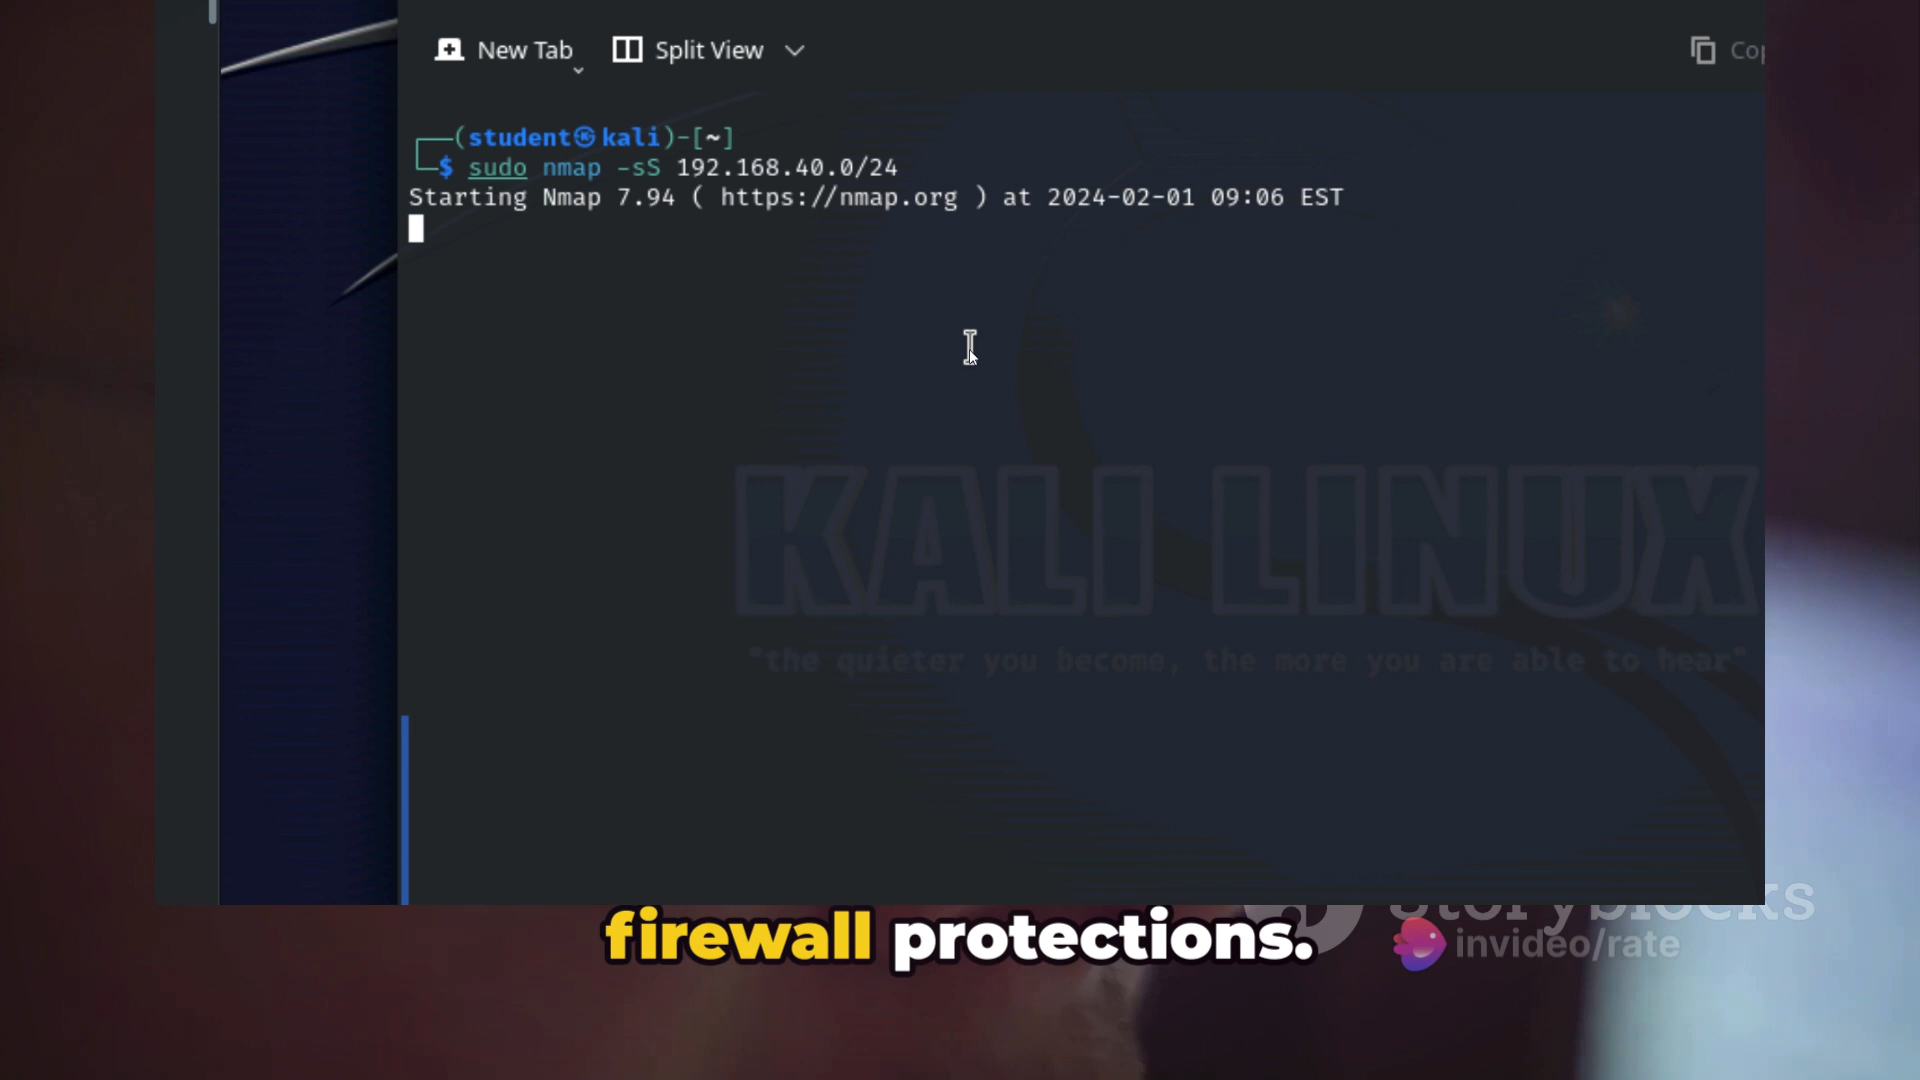 New Tab Split View Cop
(student㉿kali)-[~]
$ sudo nmap -sS 192.168.40.0/24
Starting Nmap 7.94 ( https://nmap.org ) at 2024-02-01 09:06 EST
KALI LINUX
"the quieter you become, the more you are able to hear"
storyblocks
firewall protections.
invideo/rate